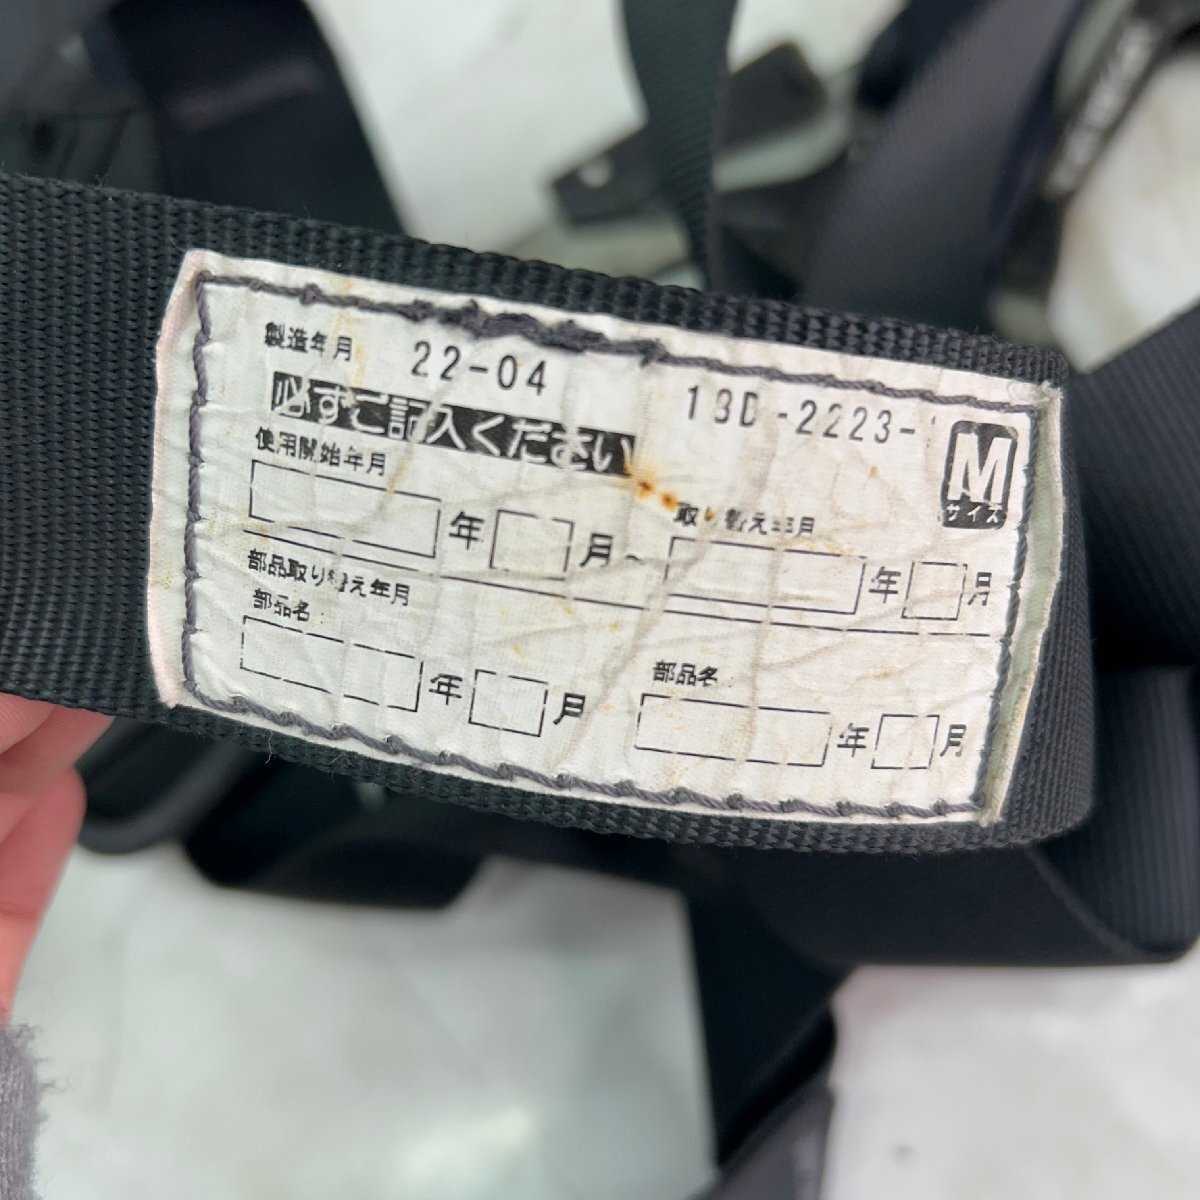 製造年月 22-04
必ずご記入ください
13D-2223-
M
サイズ
使用開始年月
取り替え年月
年 月~ 年 月
部品取り替え年月
部品名:
部品名:
年 月
年 月